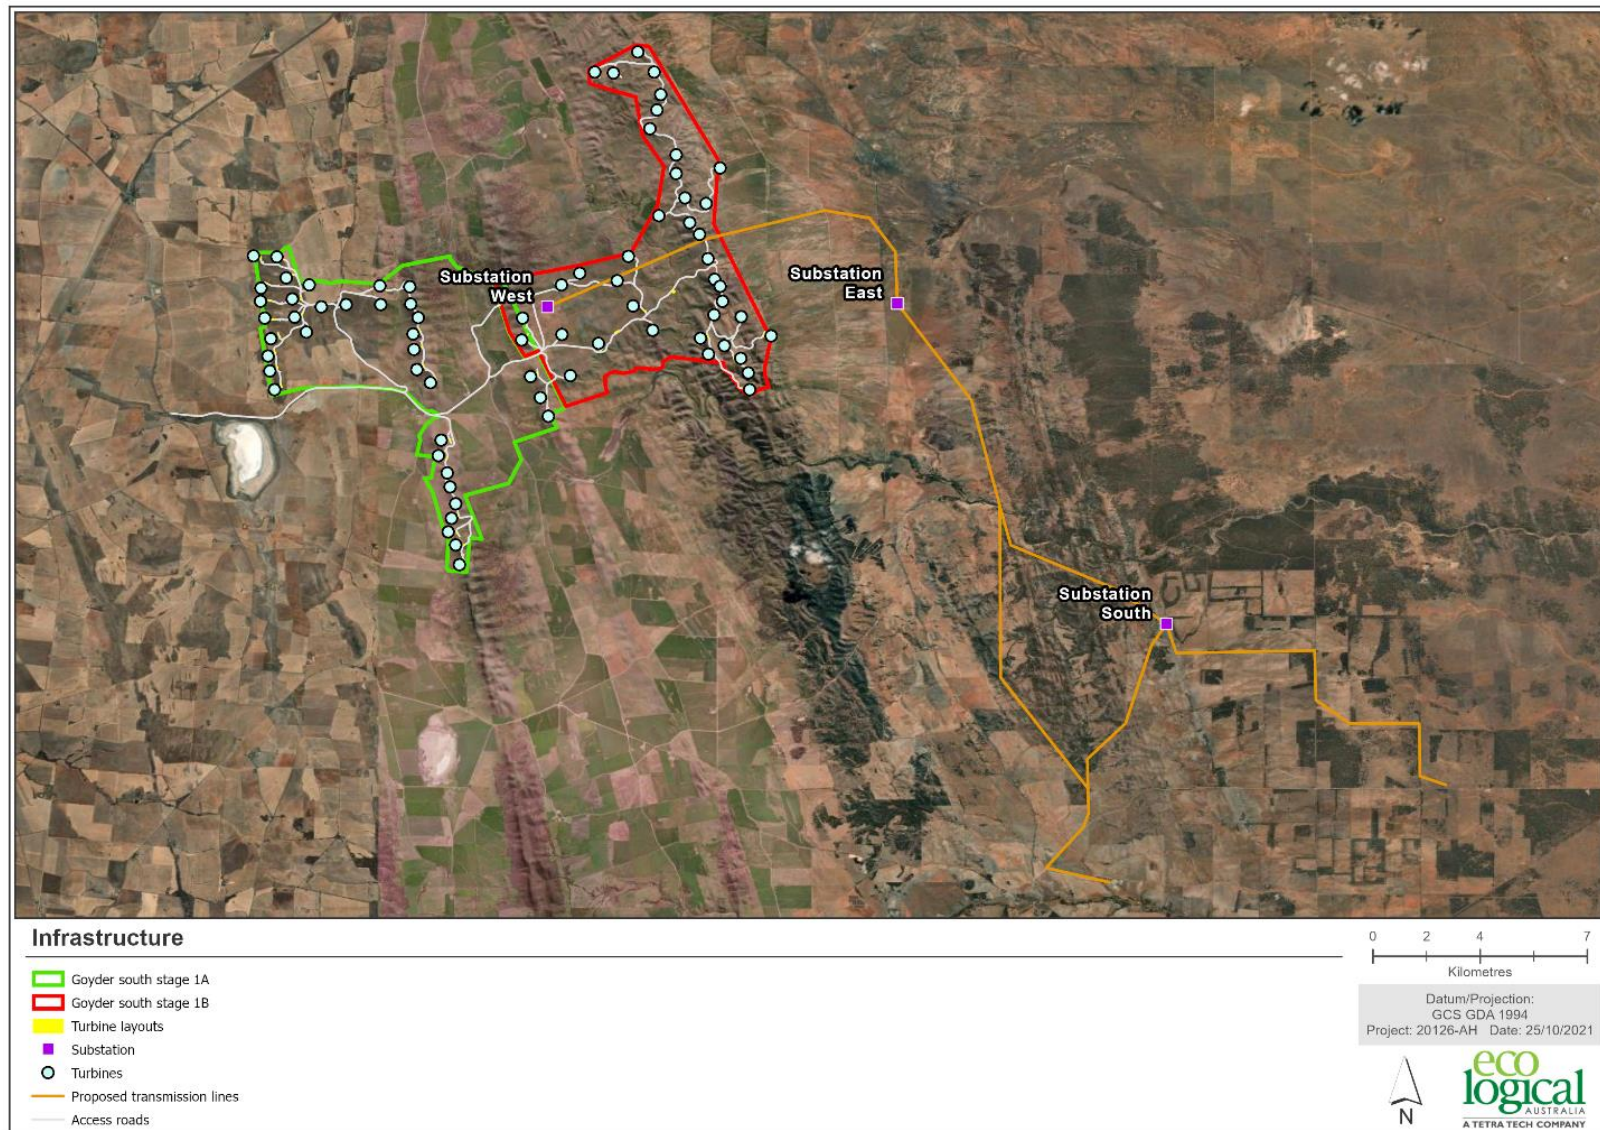 Substation
West
Substation
East
Substation
South
Infrastructure
Goyder south stage 1A
Goyder south stage 1B
Turbine layouts
Substation
Turbines
Proposed transmission lines
Access roads
0 2 4 7
Kilometres
Datum/Projection:
GCS GDA 1994
Project: 20126-AH Date: 25/10/2021
N
eco
logical
AUSTRALIA
A TETRA TECH COMPANY